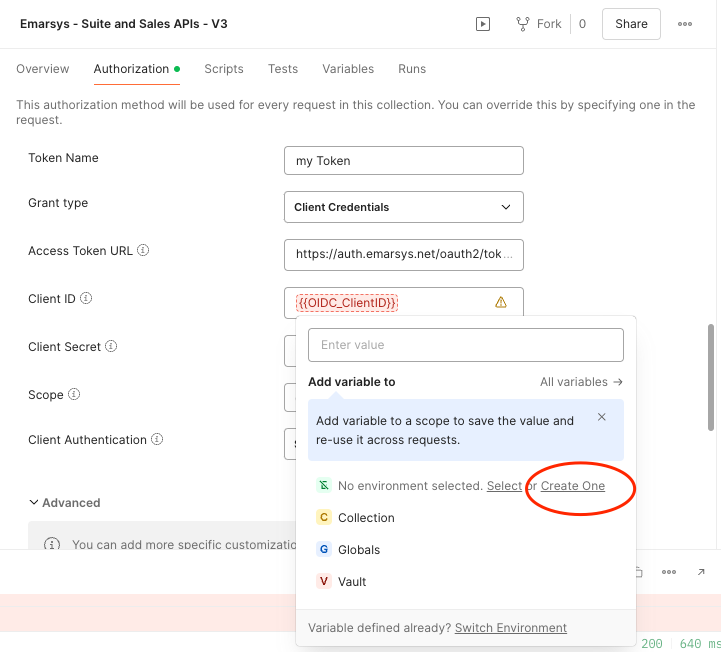 Emarsys - Suite and Sales APIs - V3 Fork 0 Share
Overview Authorization Scripts Tests Variables Runs
This authorization method will be used for every request in this collection. You can override this by specifying one in the
request.
Token Name my Token
Grant type Client Credentials
Access Token URL https://auth.emarsys.net/oauth2/tok...
Client ID {{OIDC_ClientID}}
Enter value
Client Secret
Add variable to All variables →
Scope
Add variable to a scope to save the value and
re-use it across requests.
Client Authentication
No environment selected. Select or Create One
Advanced
C Collection
You can add more specific customizatio
G Globals
V Vault
Variable defined already? Switch Environment
200 640 ms